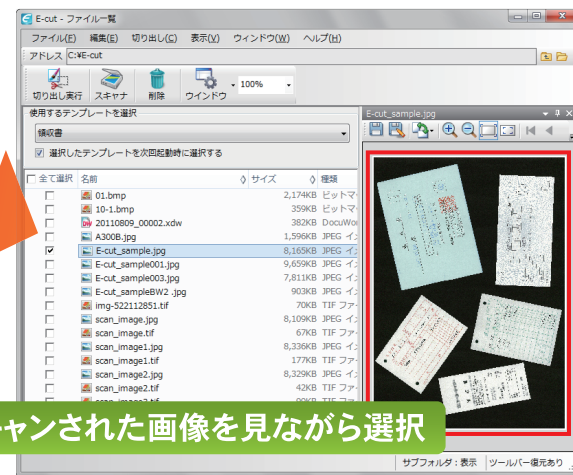 E-cut - ファイル一覧
ファイル(F) 編集(E) 切り出し(C) 表示(V) ウィンドウ(W) ヘルプ(H)
アドレス C:¥E-cut
切り出し実行 スキャナ 削除 ウインドウ 100%
使用するテンプレートを選択
領収書
選択したテンプレートを次回起動時に選択する
E-cut_sample.jpg
全て選択 名前 サイズ 種類
01.bmp 2,174KB ビットマ
10-1.bmp 359KB ビットマ
20110809_00002.xdw 382KB DocuWor
A300B.jpg 1,596KB JPEG イ
E-cut_sample.jpg 8,165KB JPEG イ
E-cut_sample001.jpg 9,659KB JPEG イ
E-cut_sample003.jpg 7,811KB JPEG イ
E-cut_sampleBW2 .jpg 903KB JPEG イ
img-522112851.tif 70KB TIF ファ
scan_image.jpg 8,109KB JPEG イ
scan_image.tif 67KB TIF ファ
scan_image1.jpg 8,336KB JPEG イ
scan_image1.tif 177KB TIF ファ
scan_image2.jpg 8,329KB JPEG イ
scan_image2.tif 42KB TIF ファ
ャンされた画像を見ながら選択
サブフォルダ : 表示 ツールバー復元あり